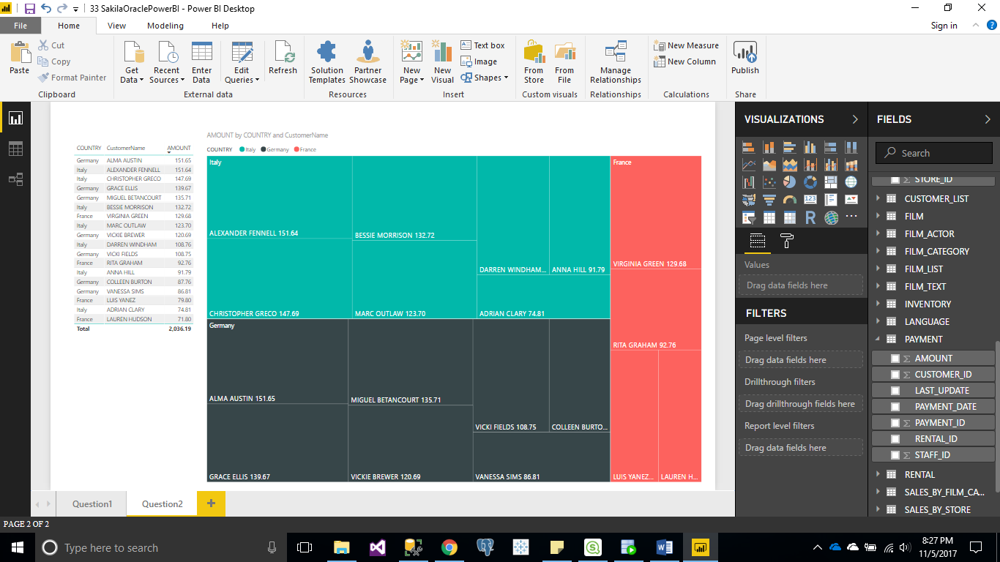 33 SakilaOraclePowerBI - Power BI Desktop
File Home View Modeling Help Sign in
Paste
Cut
Copy
Format Painter
Clipboard
Get Data
Recent Sources
Enter Data
Edit Queries
External data
Refresh
Solution Templates
Partner Showcase
Resources
New Page
New Visual
Text box
Image
Shapes
Insert
From Store
From File
Custom visuals
Manage Relationships
Relationships
New Measure
New Column
Calculations
Publish
Share
COUNTRY CustomerName AMOUNT
Germany ALMA AUSTIN 151.65
Italy ALEXANDER FENNELL 151.64
Italy CHRISTOPHER GRECO 147.69
Germany GRACE ELLIS 139.67
Germany MIGUEL BETANCOURT 135.71
Italy BESSIE MORRISON 132.72
France VIRGINIA GREEN 129.68
Italy MARC OUTLAW 123.70
Germany VICKIE BREWER 120.69
Italy DARREN WINDHAM 108.76
Germany VICKI FIELDS 108.75
France RITA GRAHAM 92.76
Italy ANNA HILL 91.79
Germany COLLEEN BURTON 87.76
Germany VANESSA SIMS 86.81
France LUIS YANEZ 79.80
Italy ADRIAN CLARY 74.81
France LAUREN HUDSON 71.80
Total 2,036.19
AMOUNT by COUNTRY and CustomerName
COUNTRY Italy Germany France
Italy
ALEXANDER FENNELL 151.64
BESSIE MORRISON 132.72
DARREN WINDHAM...
ANNA HILL 91.79
CHRISTOPHER GRECO 147.69
MARC OUTLAW 123.70
ADRIAN CLARY 74.81
Germany
ALMA AUSTIN 151.65
MIGUEL BETANCOURT 135.71
VICKI FIELDS 108.75
COLLEEN BURTO...
GRACE ELLIS 139.67
VICKIE BREWER 120.69
VANESSA SIMS 86.81
France
VIRGINIA GREEN 129.68
RITA GRAHAM 92.76
LUIS YANEZ...
LAUREN H...
VISUALIZATIONS
123
R
Values
Drag data fields here
FILTERS
Page level filters
Drag data fields here
Drillthrough filters
Drag drillthrough fields here
Report level filters
Drag data fields here
FIELDS
Search
STORE_ID
CUSTOMER_LIST
FILM
FILM_ACTOR
FILM_CATEGORY
FILM_LIST
FILM_TEXT
INVENTORY
LANGUAGE
PAYMENT
Σ AMOUNT
Σ CUSTOMER_ID
LAST_UPDATE
PAYMENT_DATE
Σ PAYMENT_ID
RENTAL_ID
Σ STAFF_ID
RENTAL
SALES_BY_FILM_CA...
SALES_BY_STORE
Question1 Question2
PAGE 2 OF 2
Type here to search
8:27 PM
11/5/2017